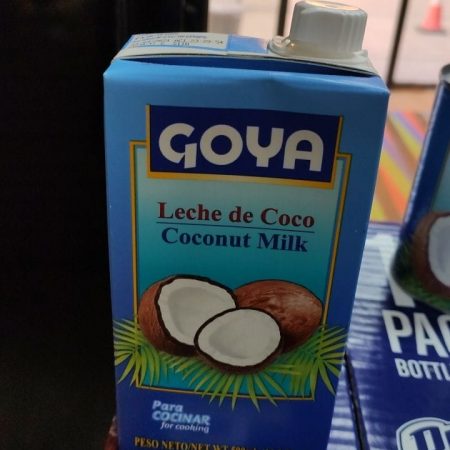 GOYA
Leche de Coco
Coconut Milk
Para
COCINAR
for cooking
PESO NETO/NET WT
PA
BOTTL